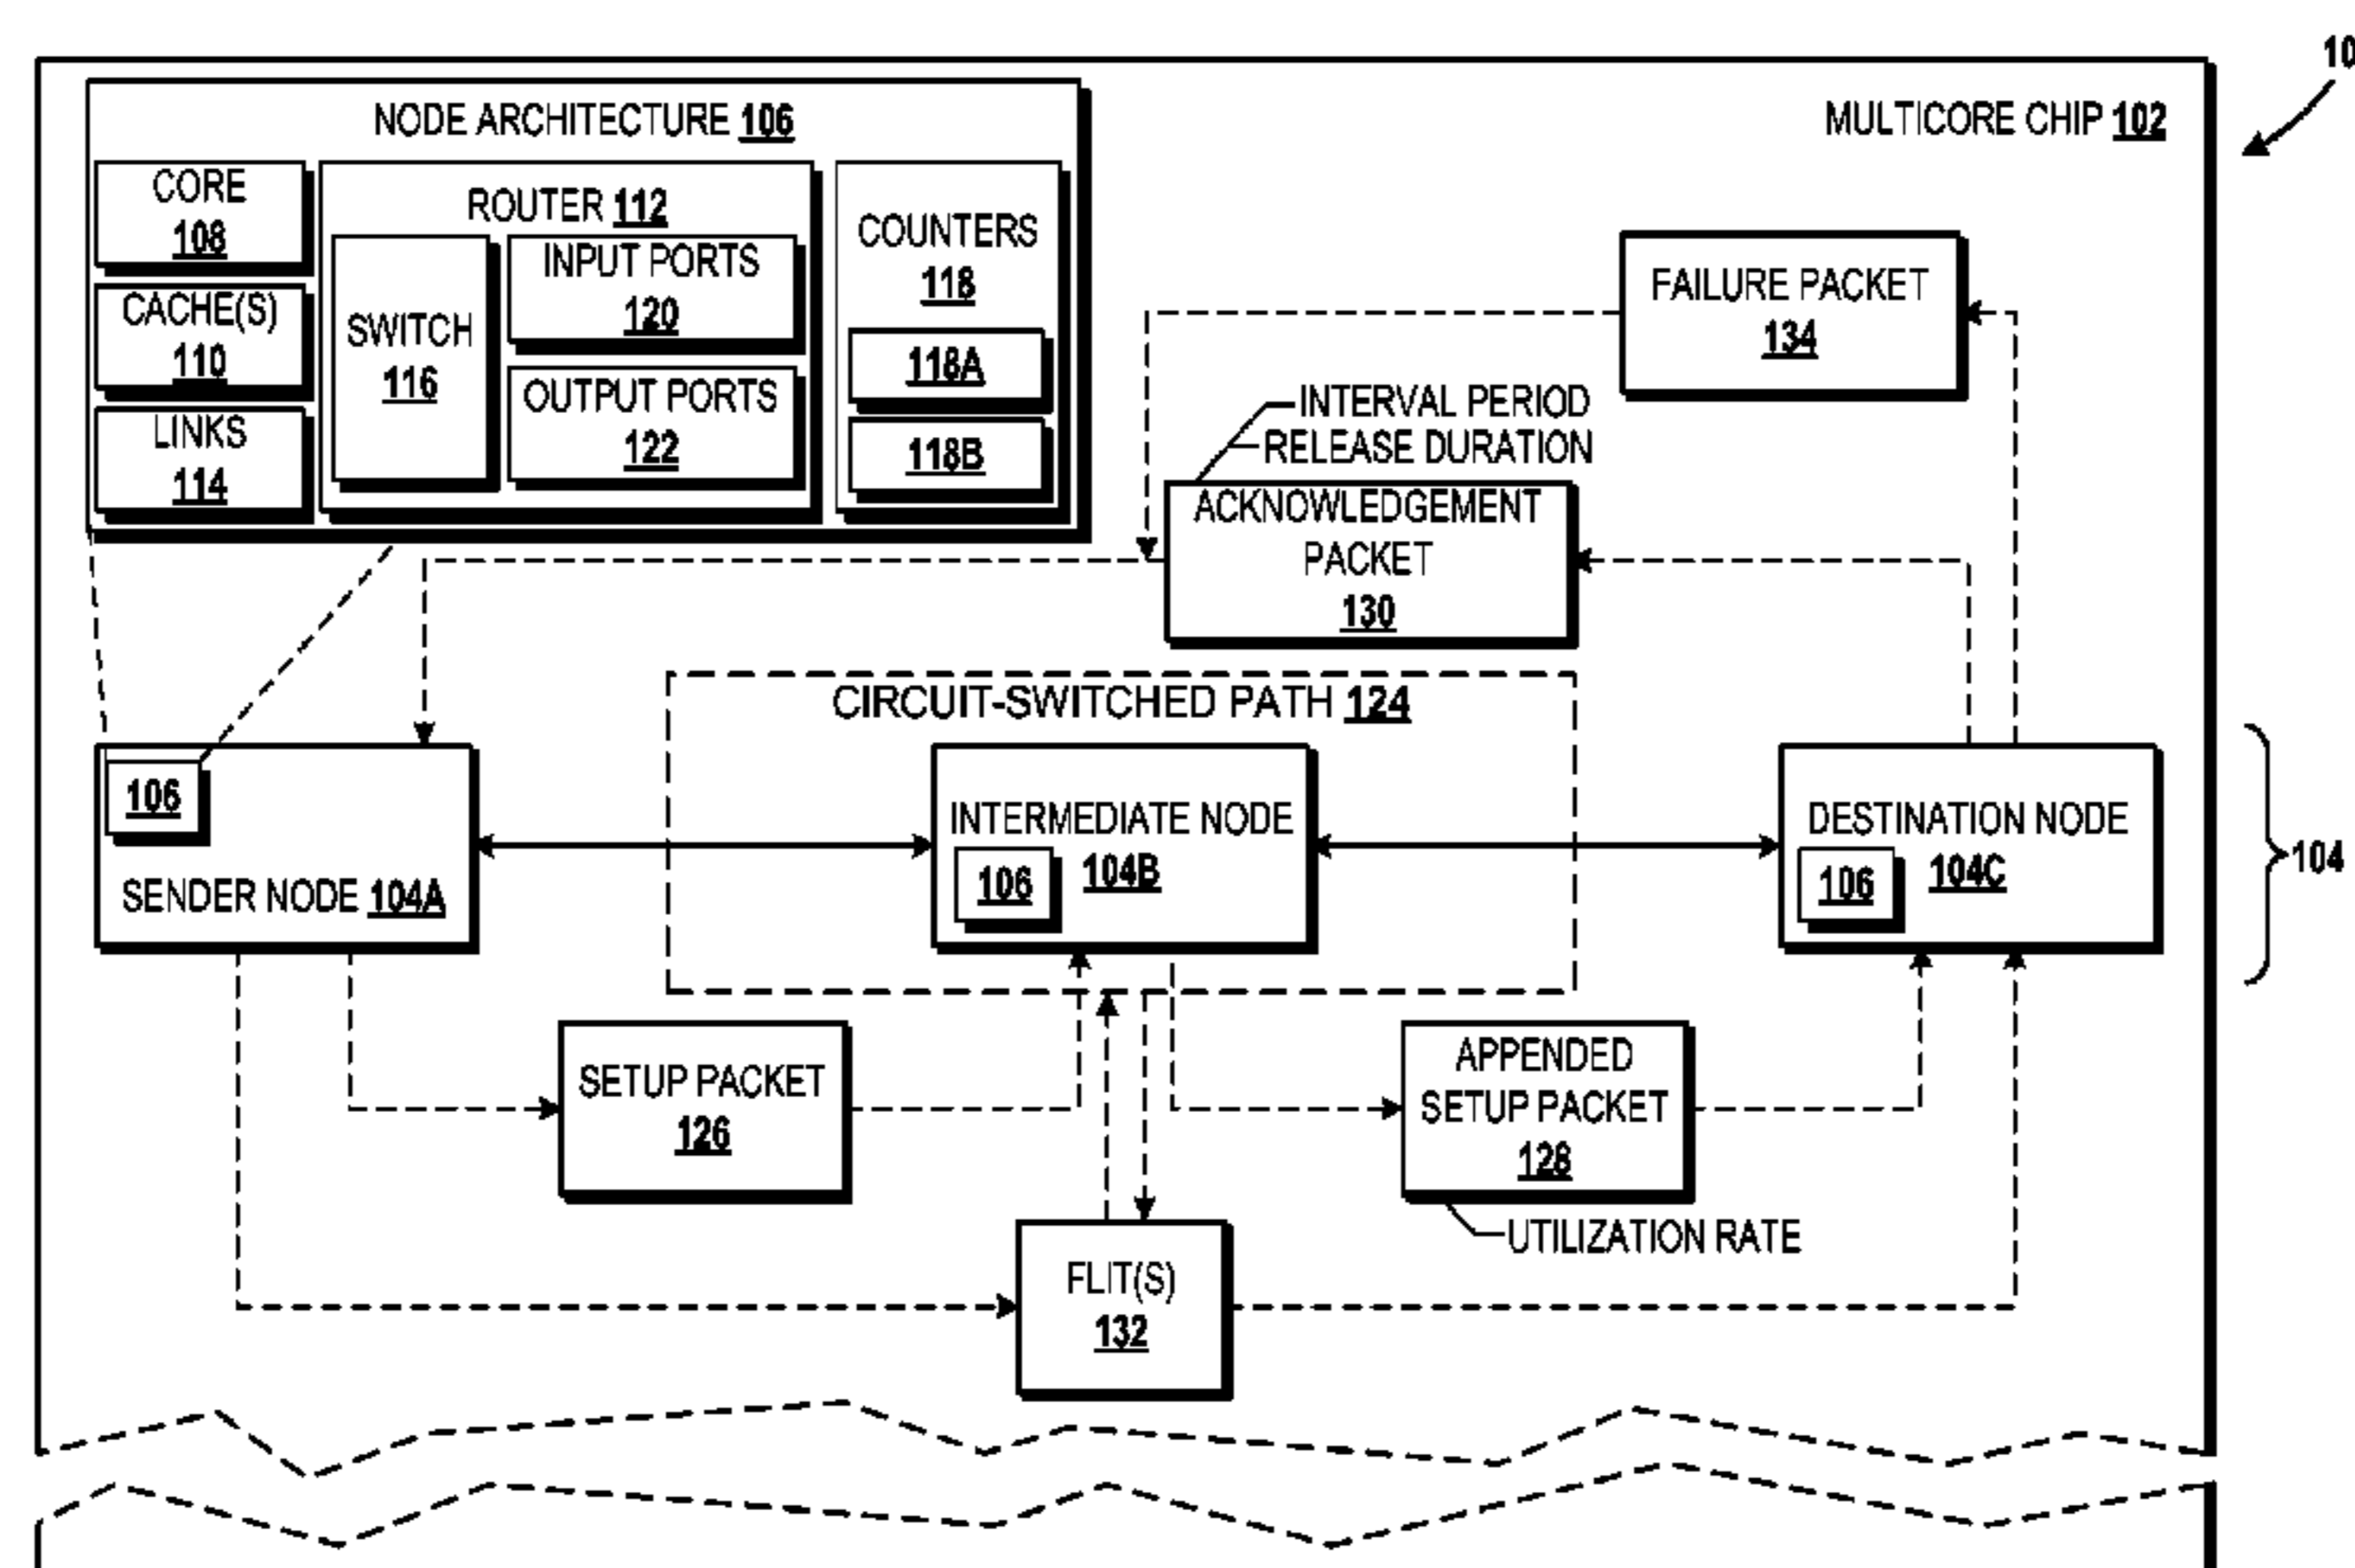 10
NODE ARCHITECTURE 106
MULTICORE CHIP 102
CORE
108
CACHE(S)
110
LINKS
114
ROUTER 112
SWITCH
116
INPUT PORTS
120
OUTPUT PORTS
122
COUNTERS
118
118A
118B
FAILURE PACKET
134
INTERVAL PERIOD
RELEASE DURATION
ACKNOWLEDGEMENT
PACKET
130
CIRCUIT-SWITCHED PATH 124
106
SENDER NODE 104A
INTERMEDIATE NODE
106
104B
DESTINATION NODE
106
104C
104
SETUP PACKET
126
APPENDED
SETUP PACKET
128
UTILIZATION RATE
FLIT(S)
132